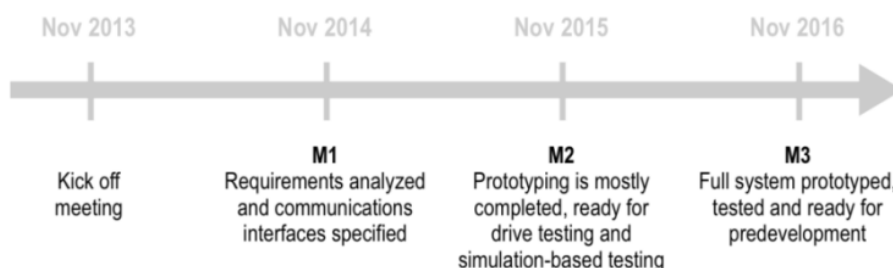 Nov 2013
Nov 2014
Nov 2015
Nov 2016
Kick off
meeting
M1
Requirements analyzed
and communications
interfaces specified
M2
Prototyping is mostly
completed, ready for
drive testing and
simulation-based testing
M3
Full system prototyped,
tested and ready for
predevelopment